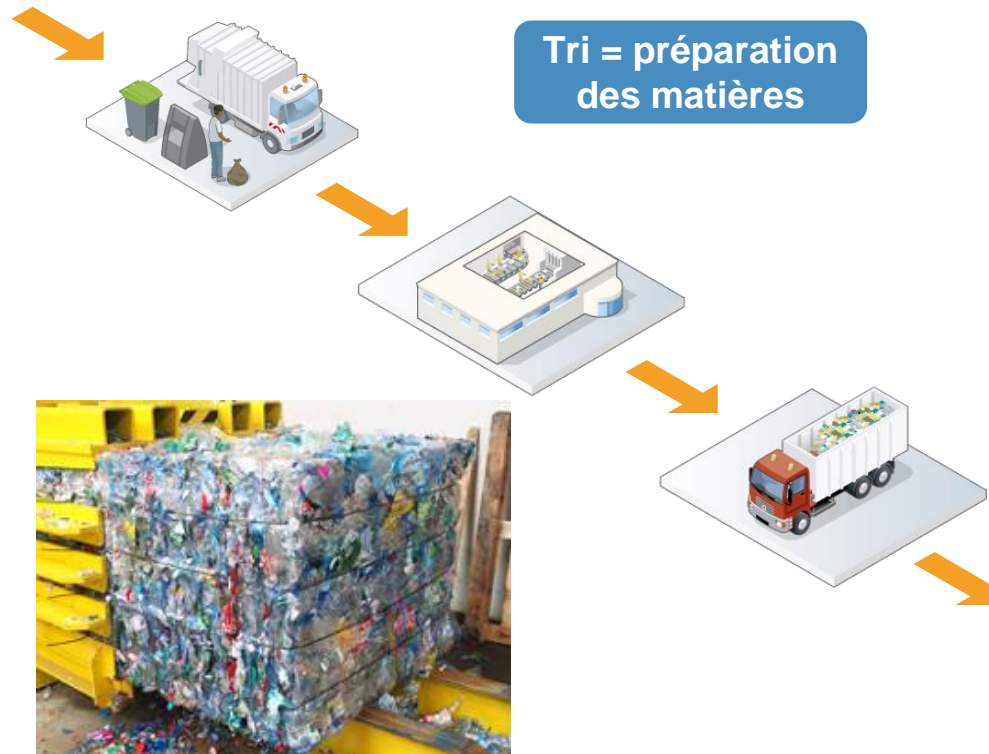 Tri = préparation
des matières